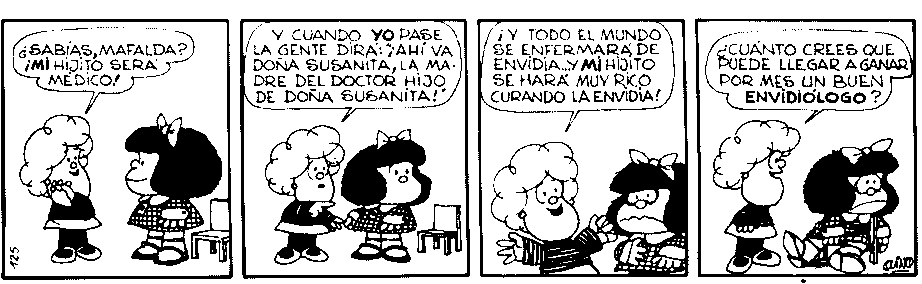 ¿SABÍAS, MAFALDA?
¡MI HIJITO SERÁ
MÉDICO!
Y CUANDO YO PASE
LA GENTE DIRÁ: "¡AHÍ VA
DOÑA SUSANITA, LA MA-
DRE DEL DOCTOR HIJO
DE DOÑA SUSANITA!"
¡Y TODO EL MUNDO
SE ENFERMARÁ DE
ENVIDIA..Y MI HIJITO
SE HARÁ MUY RICO
CURANDO LA ENVIDIA!
¿CUÁNTO CREES QUE
PUEDE LLEGAR A GANAR
POR MES UN BUEN
ENVIDIÓLOGO?
125
QUINO